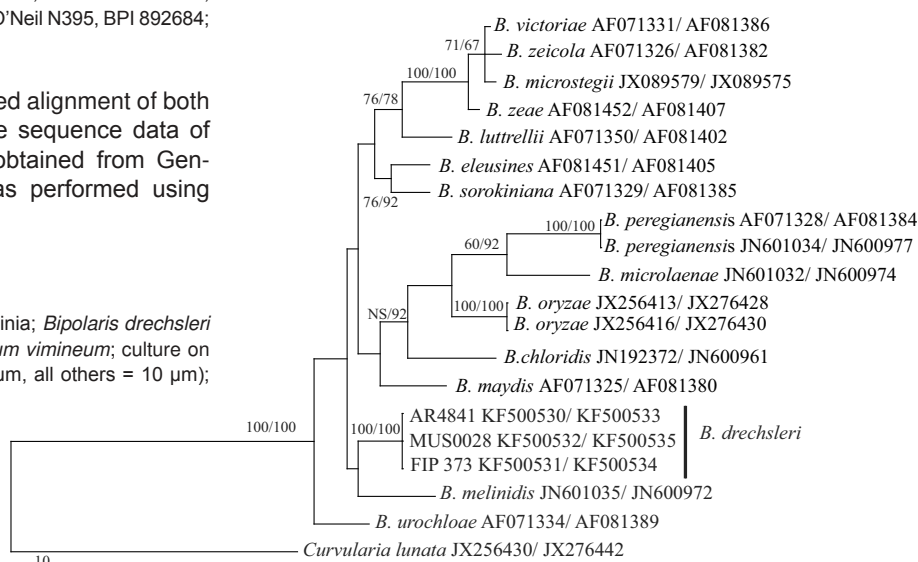 O'Neil N395, BPI 892684;
ed alignment of both
e sequence data of
obtained from Gen-
as performed using
inia; Bipolaris drechsleri
um vimineum; culture on
um, all others = 10 µm);
B. victoriae AF071331/ AF081386
71/67
B. zeicola AF071326/ AF081382
100/100
B. microstegii JX089579/ JX089575
76/78
B. zeae AF081452/ AF081407
B. luttrellii AF071350/ AF081402
B. eleusines AF081451/ AF081405
B. sorokiniana AF071329/ AF081385
76/92
100/100
B. peregianensis AF071328/ AF081384
B. peregianensis JN601034/ JN600977
60/92
B. microlaenae JN601032/ JN600974
100/100
B. oryzae JX256413/ JX276428
NS/92
B. oryzae JX256416/ JX276430
B.chloridis JN192372/ JN600961
B. maydis AF071325/ AF081380
AR4841 KF500530/ KF500533
100/100
MUS0028 KF500532/ KF500535
B. drechsleri
FIP 373 KF500531/ KF500534
100/100
B. melinidis JN601035/ JN600972
B. urochloae AF071334/ AF081389
Curvularia lunata JX256430/ JX276442
10